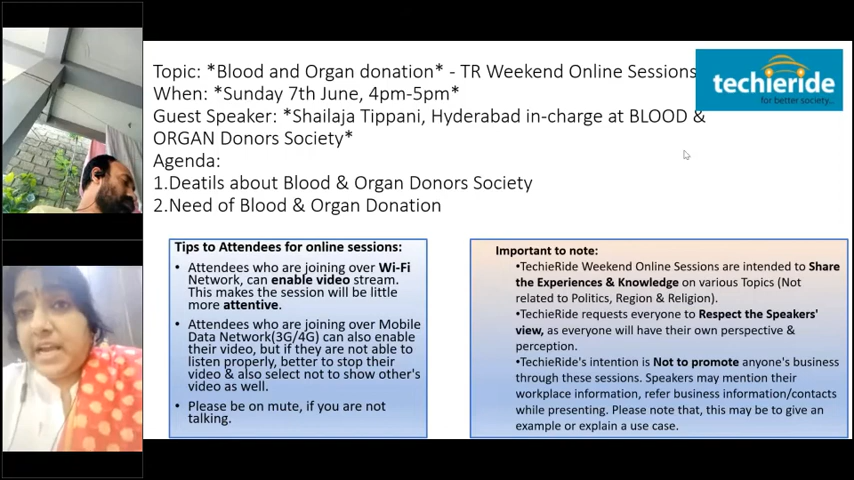 Topic: *Blood and Organ donation* - TR Weekend Online Sessions
When: *Sunday 7th June, 4pm-5pm*
Guest Speaker: *Shailaja Tippani, Hyderabad in-charge at BLOOD &
ORGAN Donors Society*
Agenda:
1.Deatils about Blood & Organ Donors Society
2.Need of Blood & Organ Donation
techieride
for better society..
Tips to Attendees for online sessions:
• Attendees who are joining over Wi-Fi
Network, can enable video stream.
This makes the session will be little
more attentive.
• Attendees who are joining over Mobile
Data Network(3G/4G) can also enable
their video, but if they are not able to
listen properly, better to stop their
video & also select not to show other's
video as well.
• Please be on mute, if you are not
talking.
Important to note:
•TechieRide Weekend Online Sessions are intended to Share
the Experiences & Knowledge on various Topics (Not
related to Politics, Region & Religion).
•TechieRide requests everyone to Respect the Speakers'
view, as everyone will have their own perspective &
perception.
•TechieRide's intention is Not to promote anyone's business
through these sessions. Speakers may mention their
workplace information, refer business information/contacts
while presenting. Please note that, this may be to give an
example or explain a use case.